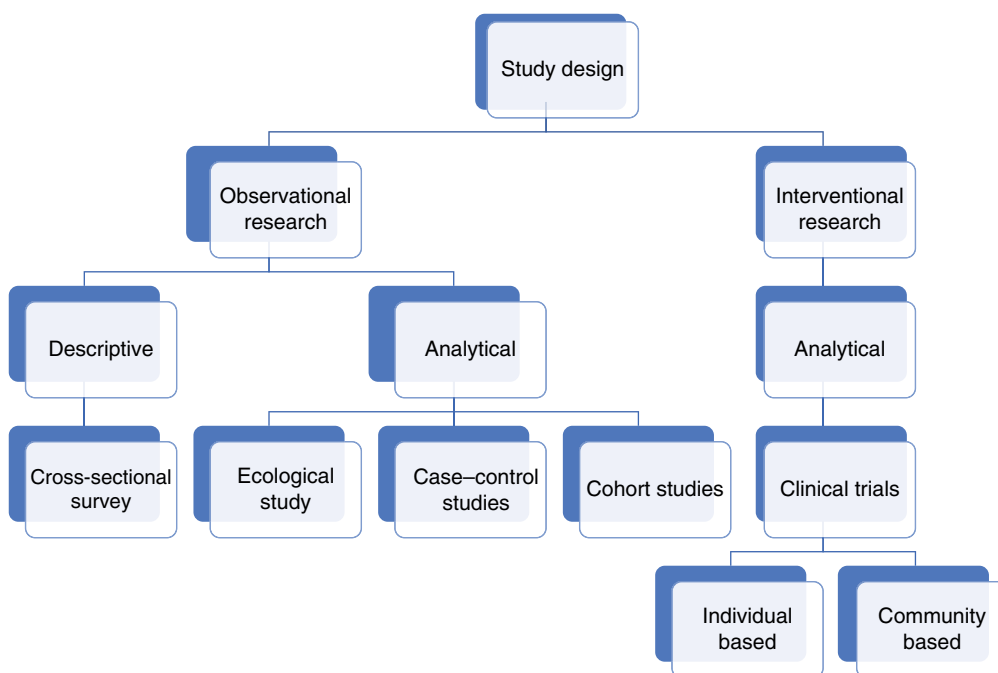 Study design
Observational
research
Interventional
research
Descriptive
Analytical
Analytical
Cross-sectional
survey
Ecological
study
Case–control
studies
Cohort studies
Clinical trials
Individual
based
Community
based